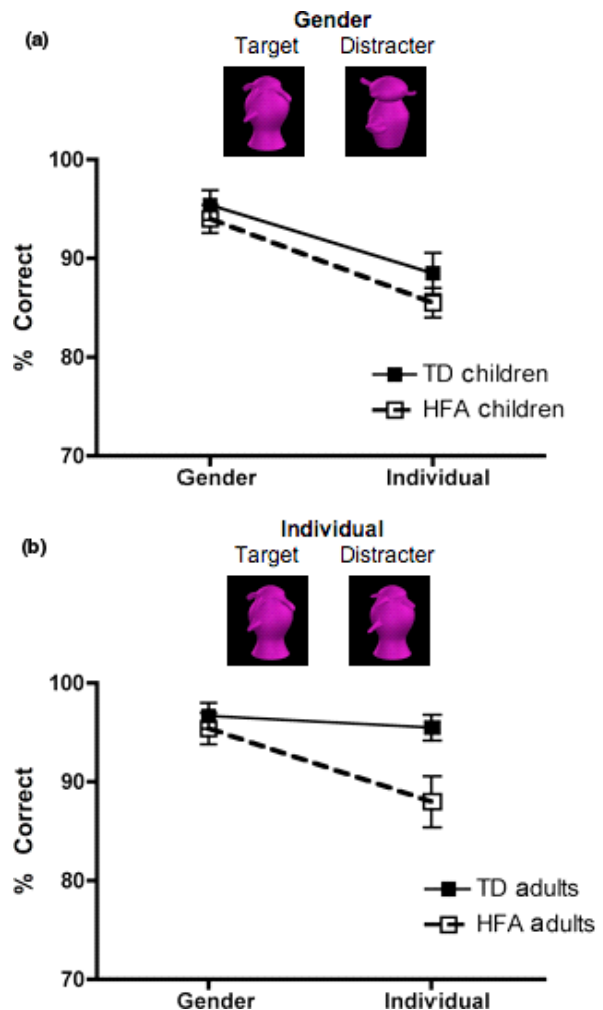 (a)
Gender
Target Distracter
100
90
80
70
% Correct
TD children
HFA children
Gender Individual
(b)
Individual
Target Distracter
100
90
80
70
% Correct
TD adults
HFA adults
Gender Individual